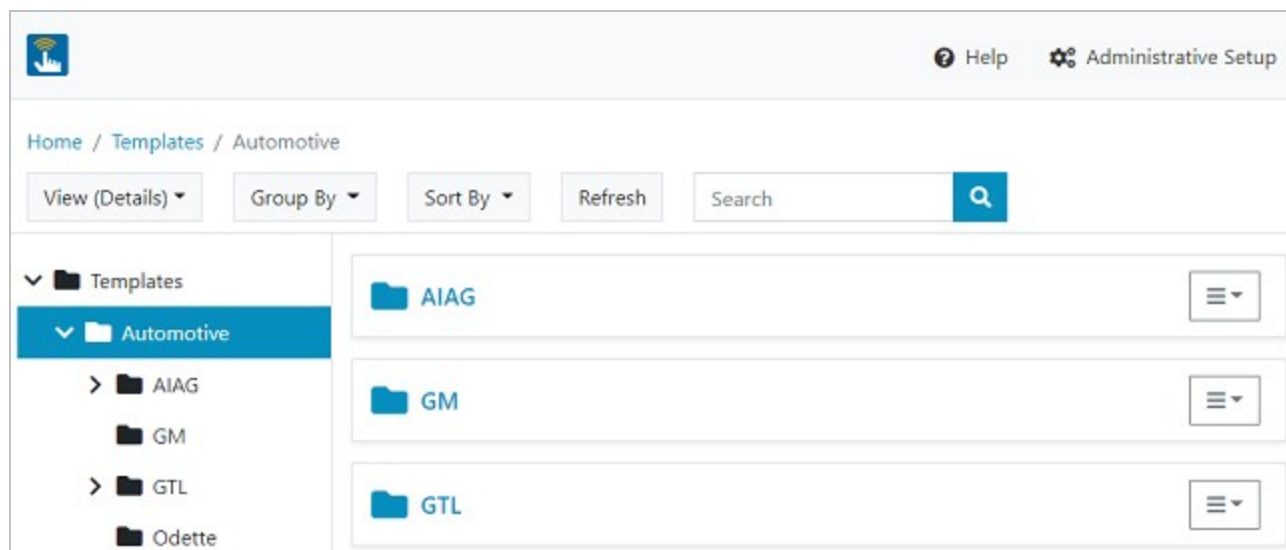 Help Administrative Setup
Home / Templates / Automotive
View (Details) Group By Sort By Refresh Search
Templates
Automotive
AIAG
GM
GTL
Odette
AIAG
GM
GTL